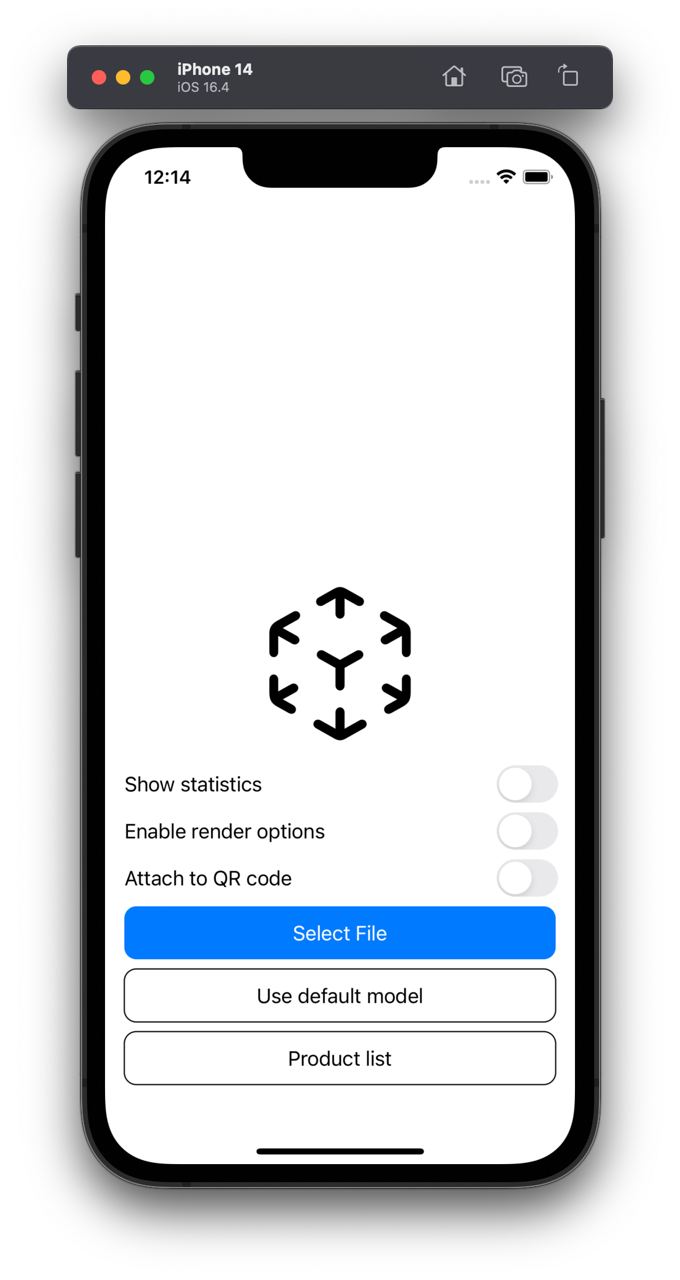 iPhone 14
iOS 16.4
12:14
Show statistics
Enable render options
Attach to QR code
Select File
Use default model
Product list